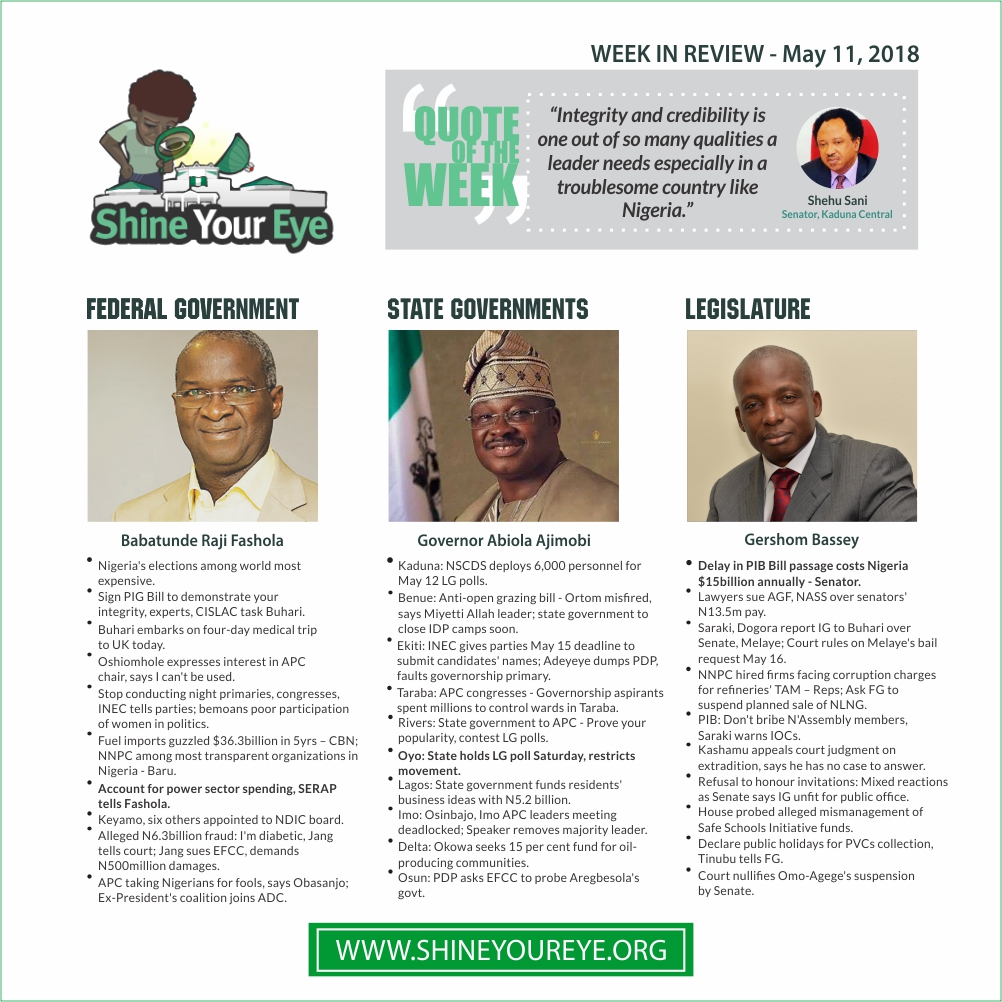 WEEK IN REVIEW - May 11, 2018
Shine Your Eye
QUOTE
OF THE
WEEK
“Integrity and credibility is
one out of so many qualities a
leader needs especially in a
troublesome country like
Nigeria.”
Shehu Sani
Senator, Kaduna Central
FEDERAL GOVERNMENT
Babatunde Raji Fashola
• Nigeria's elections among world most
expensive.
• Sign PIG Bill to demonstrate your
integrity, experts, CISLAC task Buhari.
• Buhari embarks on four-day medical trip
to UK today.
• Oshiomhole expresses interest in APC
chair, says I can't be used.
• Stop conducting night primaries, congresses,
INEC tells parties; bemoans poor participation
of women in politics.
• Fuel imports guzzled $36.3billion in 5yrs – CBN;
NNPC among most transparent organizations in
Nigeria - Baru.
• Account for power sector spending, SERAP
tells Fashola.
• Keyamo, six others appointed to NDIC board.
• Alleged N6.3billion fraud: I'm diabetic, Jang
tells court; Jang sues EFCC, demands
N500million damages.
• APC taking Nigerians for fools, says Obasanjo;
Ex-President's coalition joins ADC.
STATE GOVERNMENTS
Governor Abiola Ajimobi
• Kaduna: NSCDS deploys 6,000 personnel for
May 12 LG polls.
• Benue: Anti-open grazing bill - Ortom misfired,
says Miyetti Allah leader; state government to
close IDP camps soon.
• Ekiti: INEC gives parties May 15 deadline to
submit candidates' names; Adeyeye dumps PDP,
faults governorship primary.
• Taraba: APC congresses - Governorship aspirants
spent millions to control wards in Taraba.
• Rivers: State government to APC - Prove your
popularity, contest LG polls.
• Oyo: State holds LG poll Saturday, restricts
movement.
• Lagos: State government funds residents'
business ideas with N5.2 billion.
• Imo: Osinbajo, Imo APC leaders meeting
deadlocked; Speaker removes majority leader.
• Delta: Okowa seeks 15 per cent fund for oil-
producing communities.
• Osun: PDP asks EFCC to probe Aregbesola's
govt.
LEGISLATURE
Gershom Bassey
• Delay in PIB Bill passage costs Nigeria
$15billion annually - Senator.
• Lawyers sue AGF, NASS over senators'
N13.5m pay.
• Saraki, Dogora report IG to Buhari over
Senate, Melaye; Court rules on Melaye's bail
request May 16.
• NNPC hired firms facing corruption charges
for refineries' TAM – Reps; Ask FG to
suspend planned sale of NLNG.
• PIB: Don't bribe N'Assembly members,
Saraki warns IOCs.
• Kashamu appeals court judgment on
extradition, says he has no case to answer.
• Refusal to honour invitations: Mixed reactions
as Senate says IG unfit for public office.
• House probed alleged mismanagement of
Safe Schools Initiative funds.
• Declare public holidays for PVCs collection,
Tinubu tells FG.
• Court nullifies Omo-Agege's suspension
by Senate.
WWW.SHINEYOUREYE.ORG